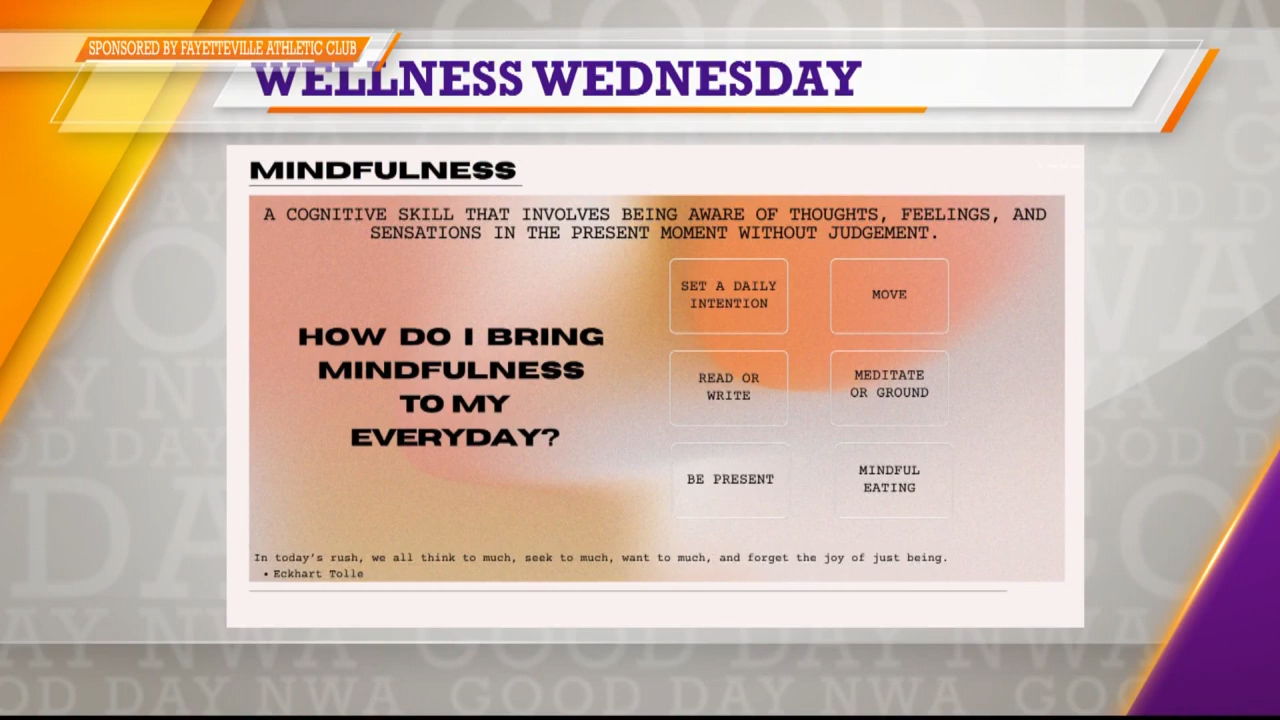 SPONSORED BY FAYETTEVILLE ATHLETIC CLUB
WELLNESS WEDNESDAY
MINDFULNESS
A COGNITIVE SKILL THAT INVOLVES BEING AWARE OF THOUGHTS, FEELINGS, AND
SENSATIONS IN THE PRESENT MOMENT WITHOUT JUDGEMENT.
HOW DO I BRING
MINDFULNESS
TO MY
EVERYDAY?
SET A DAILY
INTENTION
MOVE
READ OR
WRITE
MEDITATE
OR GROUND
BE PRESENT
MINDFUL
EATING
In today's rush, we all think to much, seek to much, want to much, and forget the joy of just being.
• Eckhart Tolle
GOOD DAY NWA